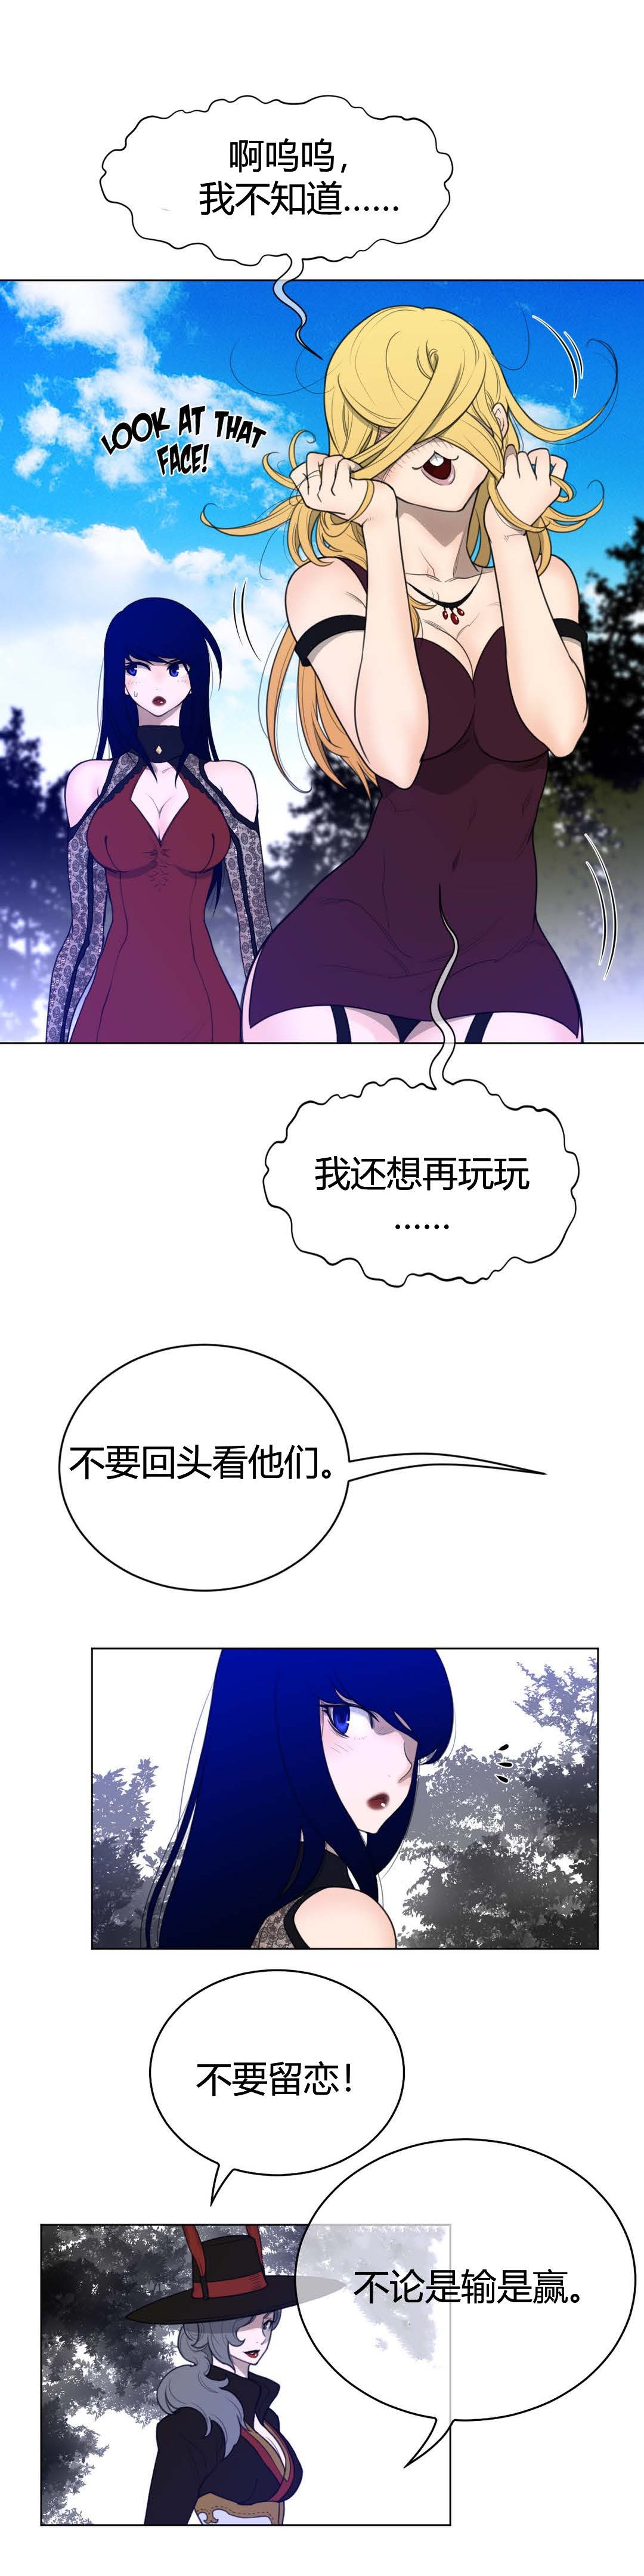 啊呜呜，
我不知道……
LOOK AT THAT
FACE!
我还想再玩玩
……
不要回头看他们。
不要留恋！
不论是输是赢。